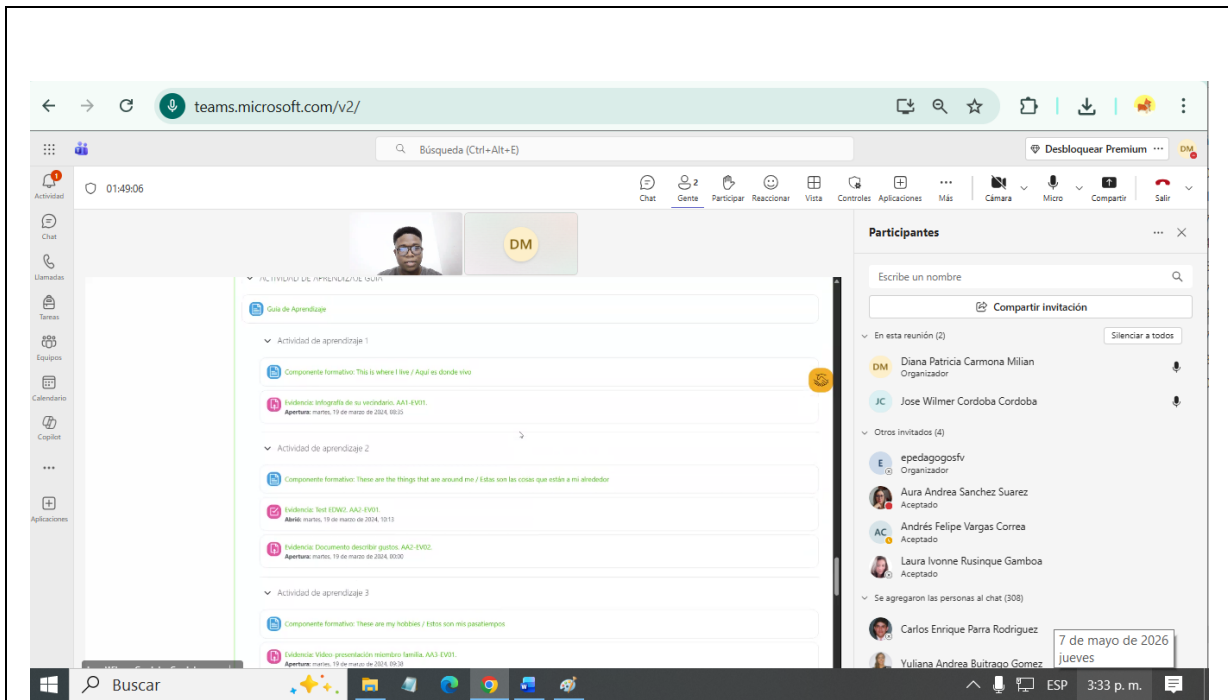 teams.microsoft.com/v2/
Búsqueda (Ctrl+Alt+E)
Desbloquear Premium ...
DM
Actividad
1
01:49:06
Chat
2
Gente
Participar
Reaccionar
Vista
Controles
Aplicaciones
Más
Cámara
Micro
Compartir
Salir
Chat
Llamadas
Tareas
Equipos
Calendario
Copilot
Aplicaciones
DM
ACTIVIDAD DE APRENDIZAJE GUIA
Guía de Aprendizaje
Actividad de aprendizaje 1
Componente formativo: This is where I live / Aquí es donde vivo
Evidencia: Infografía de su vecindario. AA1-EV01.
Apertura: martes, 19 de marzo de 2024, 08:35
Actividad de aprendizaje 2
Componente formativo: These are the things that are around me / Estas son las cosas que están a mi alrededor
Evidencia: Test EDW2. AA2-EV01.
Abrió: martes, 19 de marzo de 2024, 10:13
Evidencia: Documento describir gustos. AA2-EV02.
Apertura: martes, 19 de marzo de 2024, 00:00
Actividad de aprendizaje 3
Componente formativo: These are my hobbies / Estos son mis pasatiempos
Evidencia: Video-presentación miembro familia. AA3-EV01.
Apertura: martes, 19 de marzo de 2024, 09:38
Participantes
Escribe un nombre
Compartir invitación
En esta reunión (2)
Silenciar a todos
DM
Diana Patricia Carmona Milian
Organizador
JC
Jose Wilmer Cordoba Cordoba
Otros invitados (4)
E
epedagogosfv
Organizador
Aura Andrea Sanchez Suarez
Aceptado
AC
Andrés Felipe Vargas Correa
Aceptado
Laura Ivonne Rusinque Gamboa
Aceptado
Se agregaron las personas al chat (308)
Carlos Enrique Parra Rodriguez
Yuliana Andrea Buitrago Gomez
7 de mayo de 2026
jueves
Buscar
ESP
3:33 p. m.